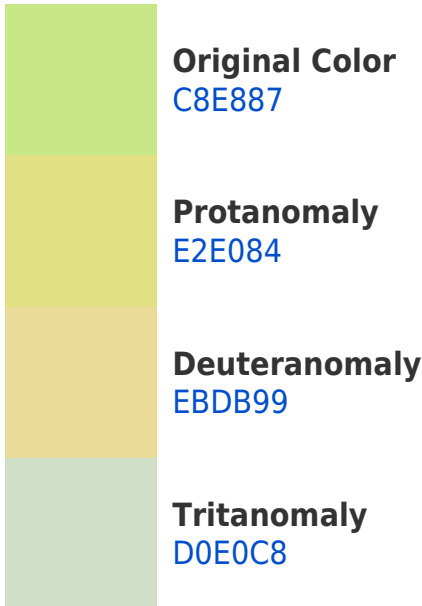 Original Color
C8E887
Protanomaly
E2E084
Deuteranomaly
EBDB99
Tritanomaly
D0E0C8